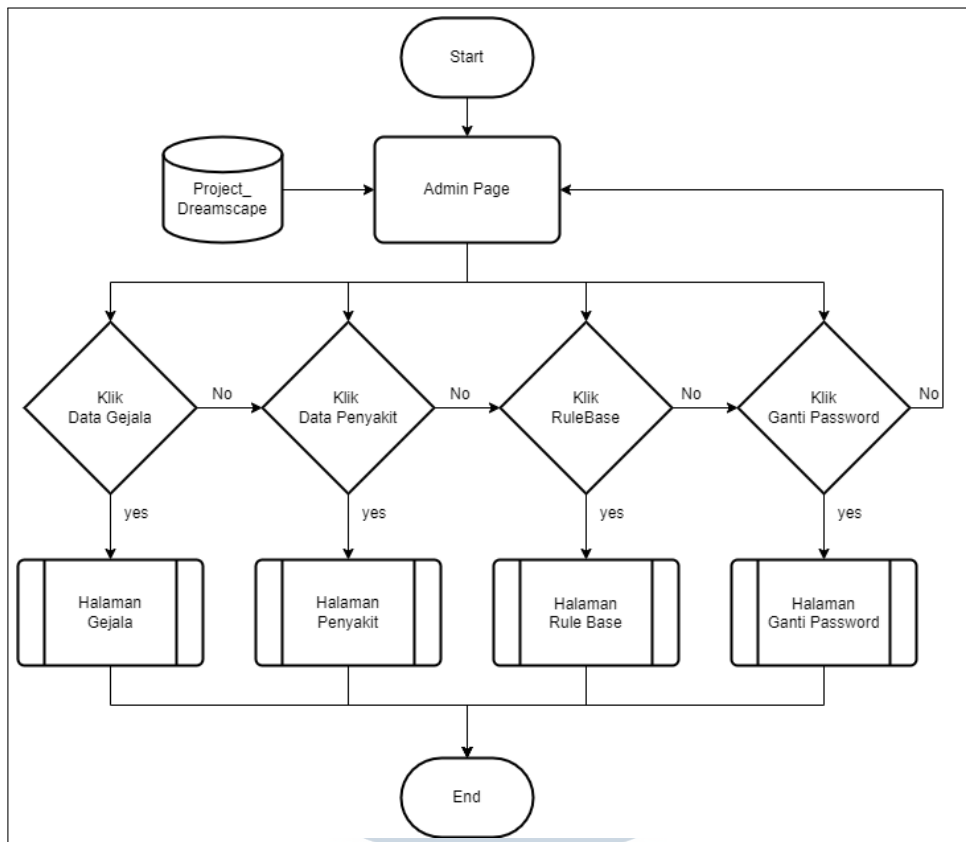 Start
Project_
Dreamscape
Admin Page
Klik
Data Gejala
No
Klik
Data Penyakit
No
Klik
RuleBase
No
Klik
Ganti Password
No
yes
yes
yes
yes
Halaman
Gejala
Halaman
Penyakit
Halaman
Rule Base
Halaman
Ganti Password
End